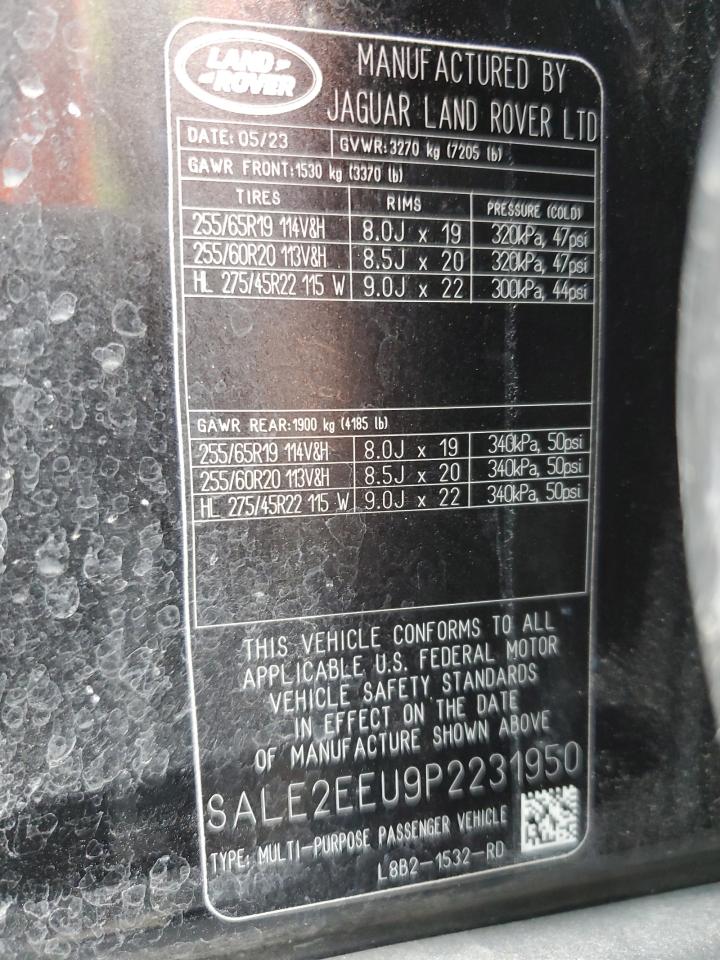 LAND ROVER
MANUFACTURED BY
JAGUAR LAND ROVER LTD
DATE: 05/23 GVWR: 3270 kg (7205 lb)
GAWR FRONT: 1530 kg (3370 lb)
TIRES RIMS PRESSURE (COLD)
255/65R19 114V&H 8.0J x 19 320kPa, 47psi
255/60R20 113V&H 8.5J x 20 320kPa, 47psi
HL 275/45R22 115 W 9.0J x 22 300kPa, 44psi
GAWR REAR: 1900 kg (4185 lb)
255/65R19 114V&H 8.0J x 19 340kPa, 50psi
255/60R20 113V&H 8.5J x 20 340kPa, 50psi
HL 275/45R22 115 W 9.0J x 22 340kPa, 50psi
THIS VEHICLE CONFORMS TO ALL
APPLICABLE U.S. FEDERAL MOTOR
VEHICLE SAFETY STANDARDS
IN EFFECT ON THE DATE
OF MANUFACTURE SHOWN ABOVE
SALE2EEU9P2231950
TYPE: MULTI-PURPOSE PASSENGER VEHICLE
L8B2-1532-RD